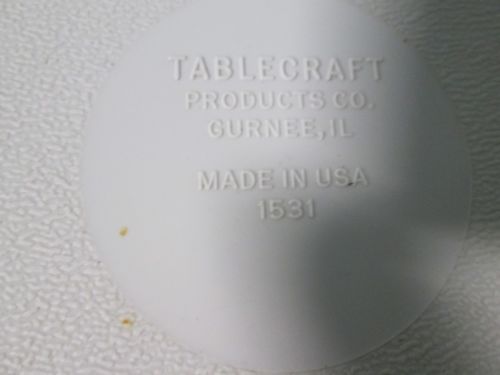 TABLECRAFT
PRODUCTS CO.
GURNEE, IL
MADE IN USA
1531